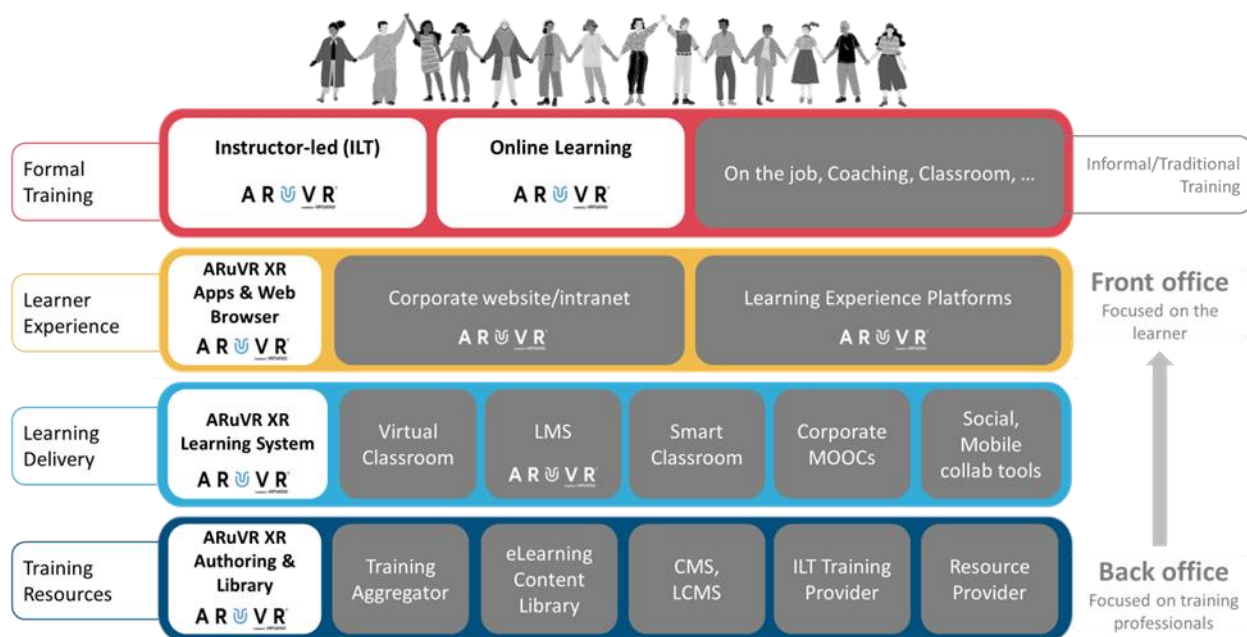 Formal
Training
Instructor-led (ILT)
ARUVR
Online Learning
ARUVR
On the job, Coaching, Classroom, ...
Informal/Traditional
Training
Learner
Experience
ARuVR XR
Apps & Web
Browser
ARUVR
Corporate website/intranet
ARUVR
Learning Experience Platforms
ARUVR
Front office
Focused on the
learner
Learning
Delivery
ARuVR XR
Learning System
ARUVR
Virtual
Classroom
LMS
ARUVR
Smart
Classroom
Corporate
MOOCs
Social,
Mobile
collab tools
Training
Resources
ARuVR XR
Authoring &
Library
ARUVR
Training
Aggregator
eLearning
Content
Library
CMS,
LCMS
ILT Training
Provider
Resource
Provider
Back office
Focused on training
professionals